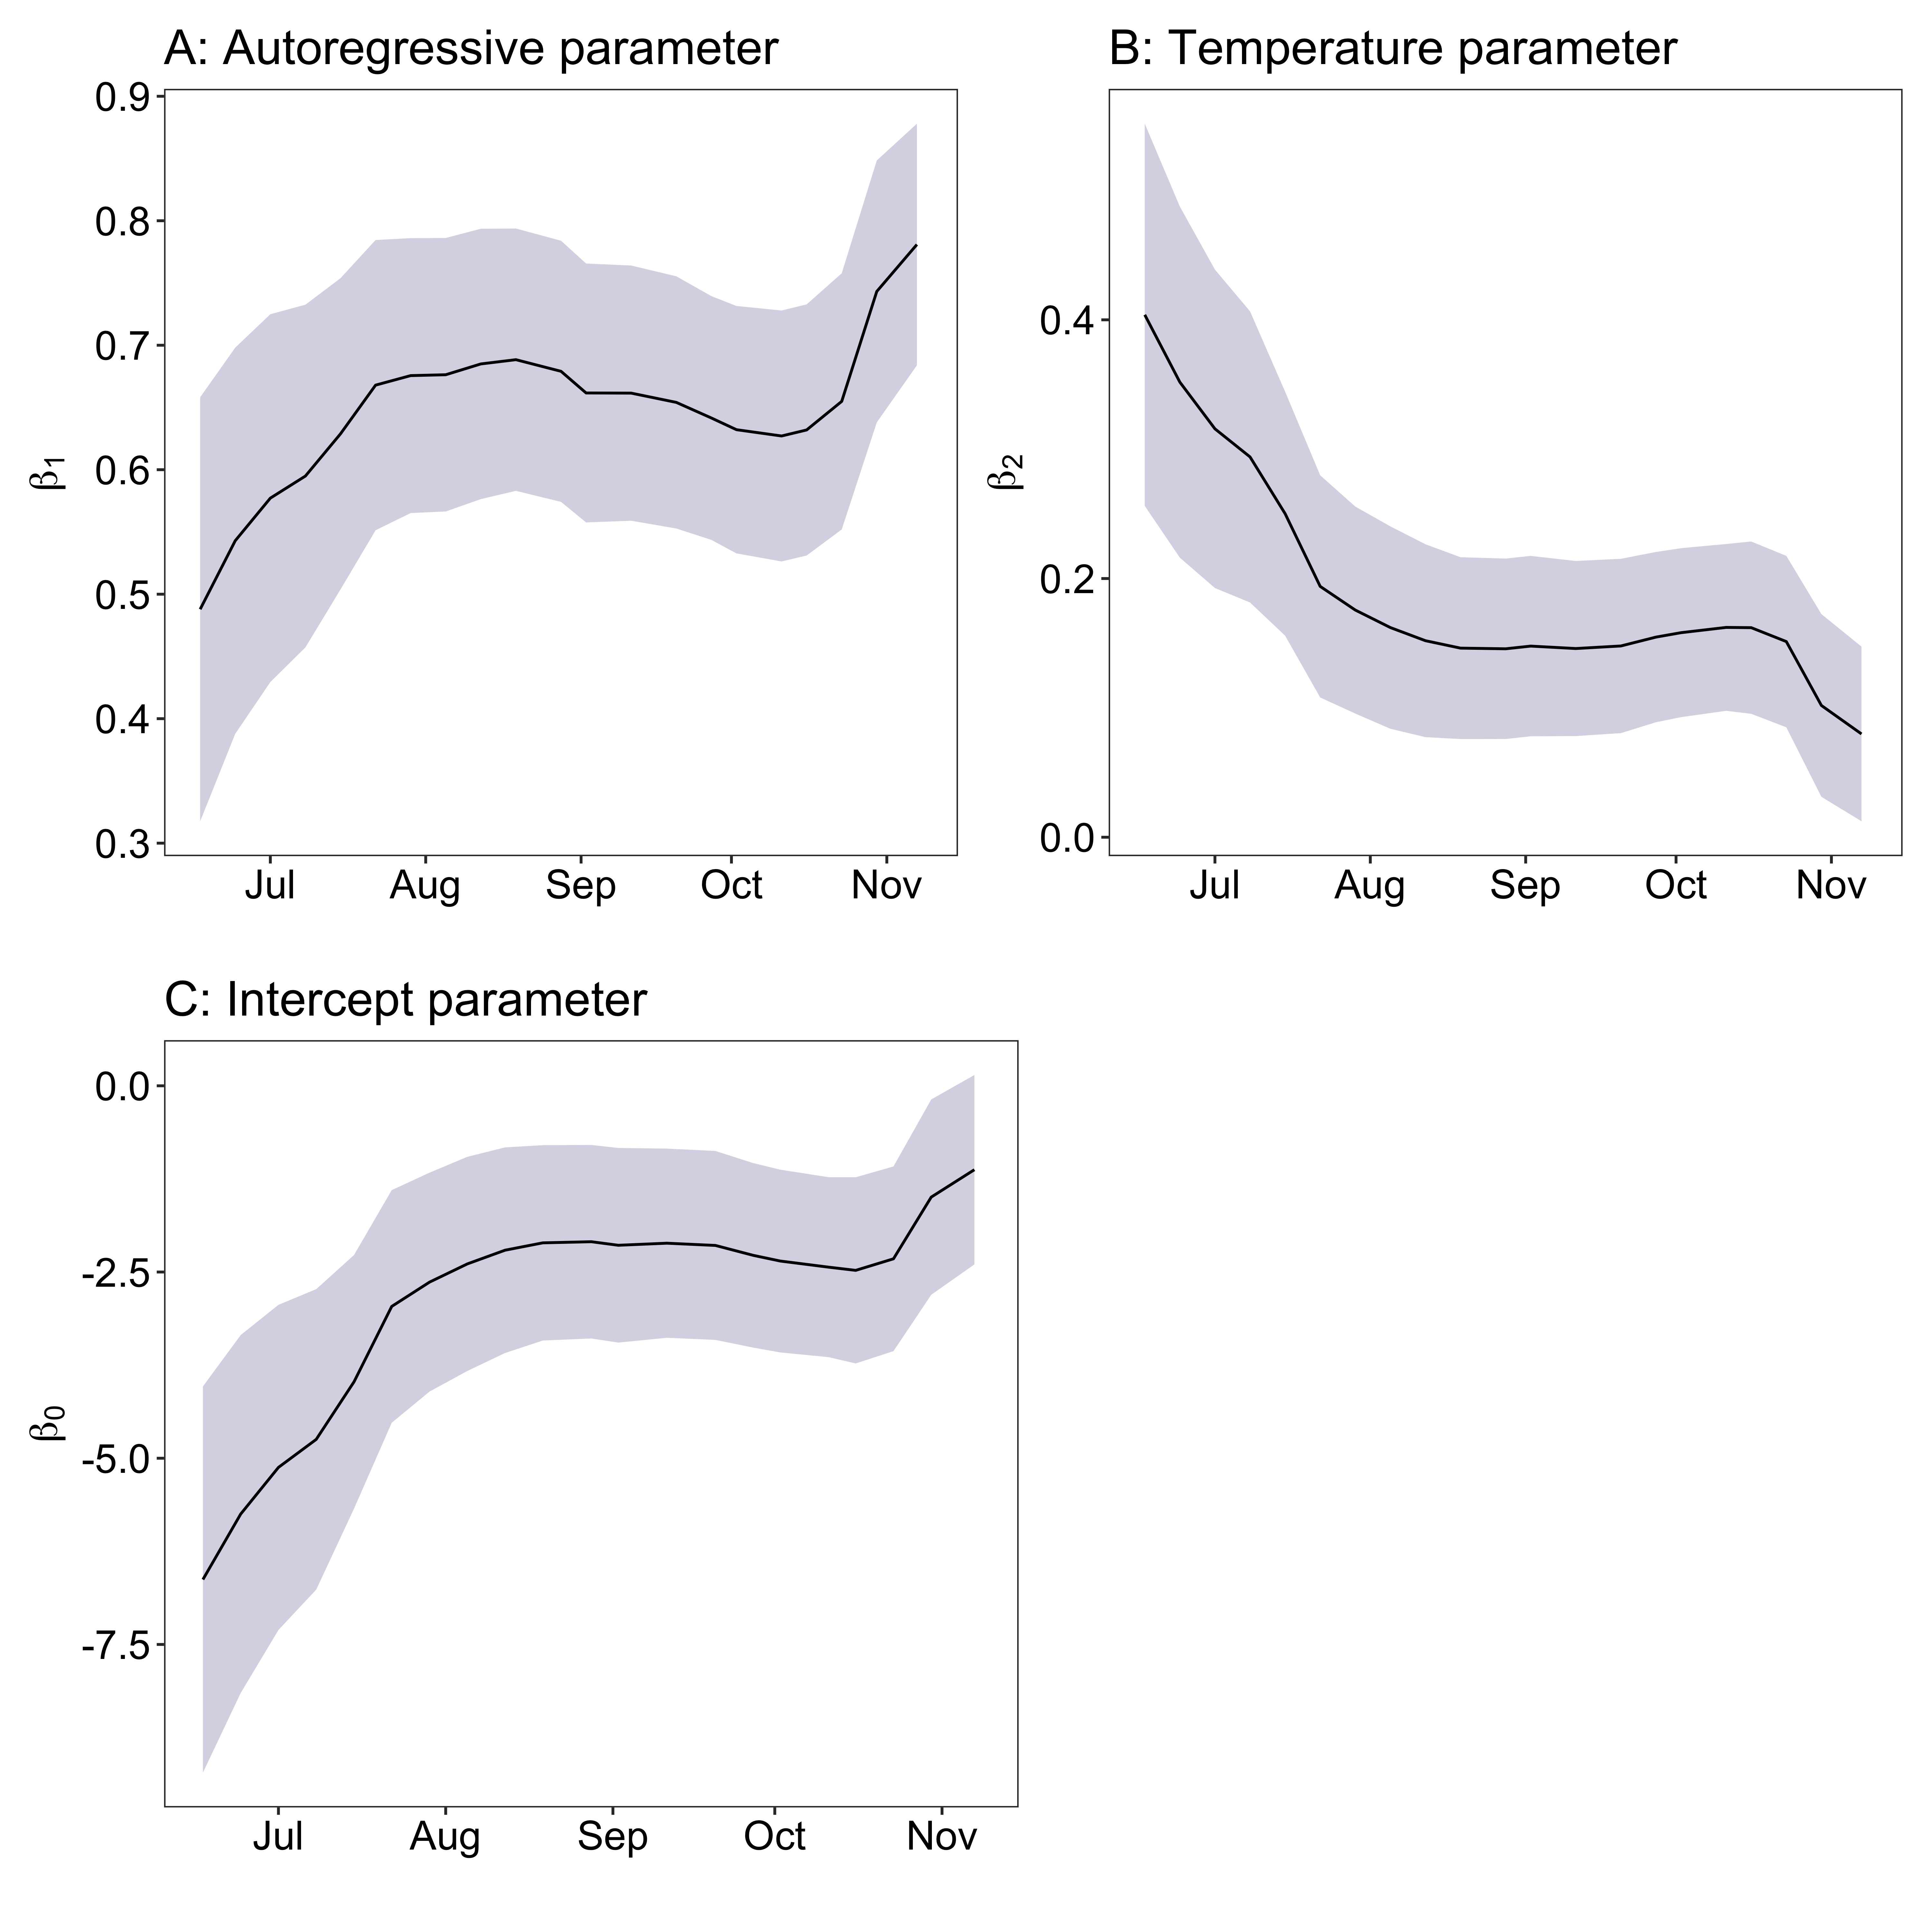 A: Autoregressive parameter
0.9
0.8
0.7
0.6
0.5
0.4
0.3
β1
Jul Aug Sep Oct Nov
B: Temperature parameter
0.4
0.2
0.0
β2
Jul Aug Sep Oct Nov
C: Intercept parameter
0.0
-2.5
-5.0
-7.5
β0
Jul Aug Sep Oct Nov